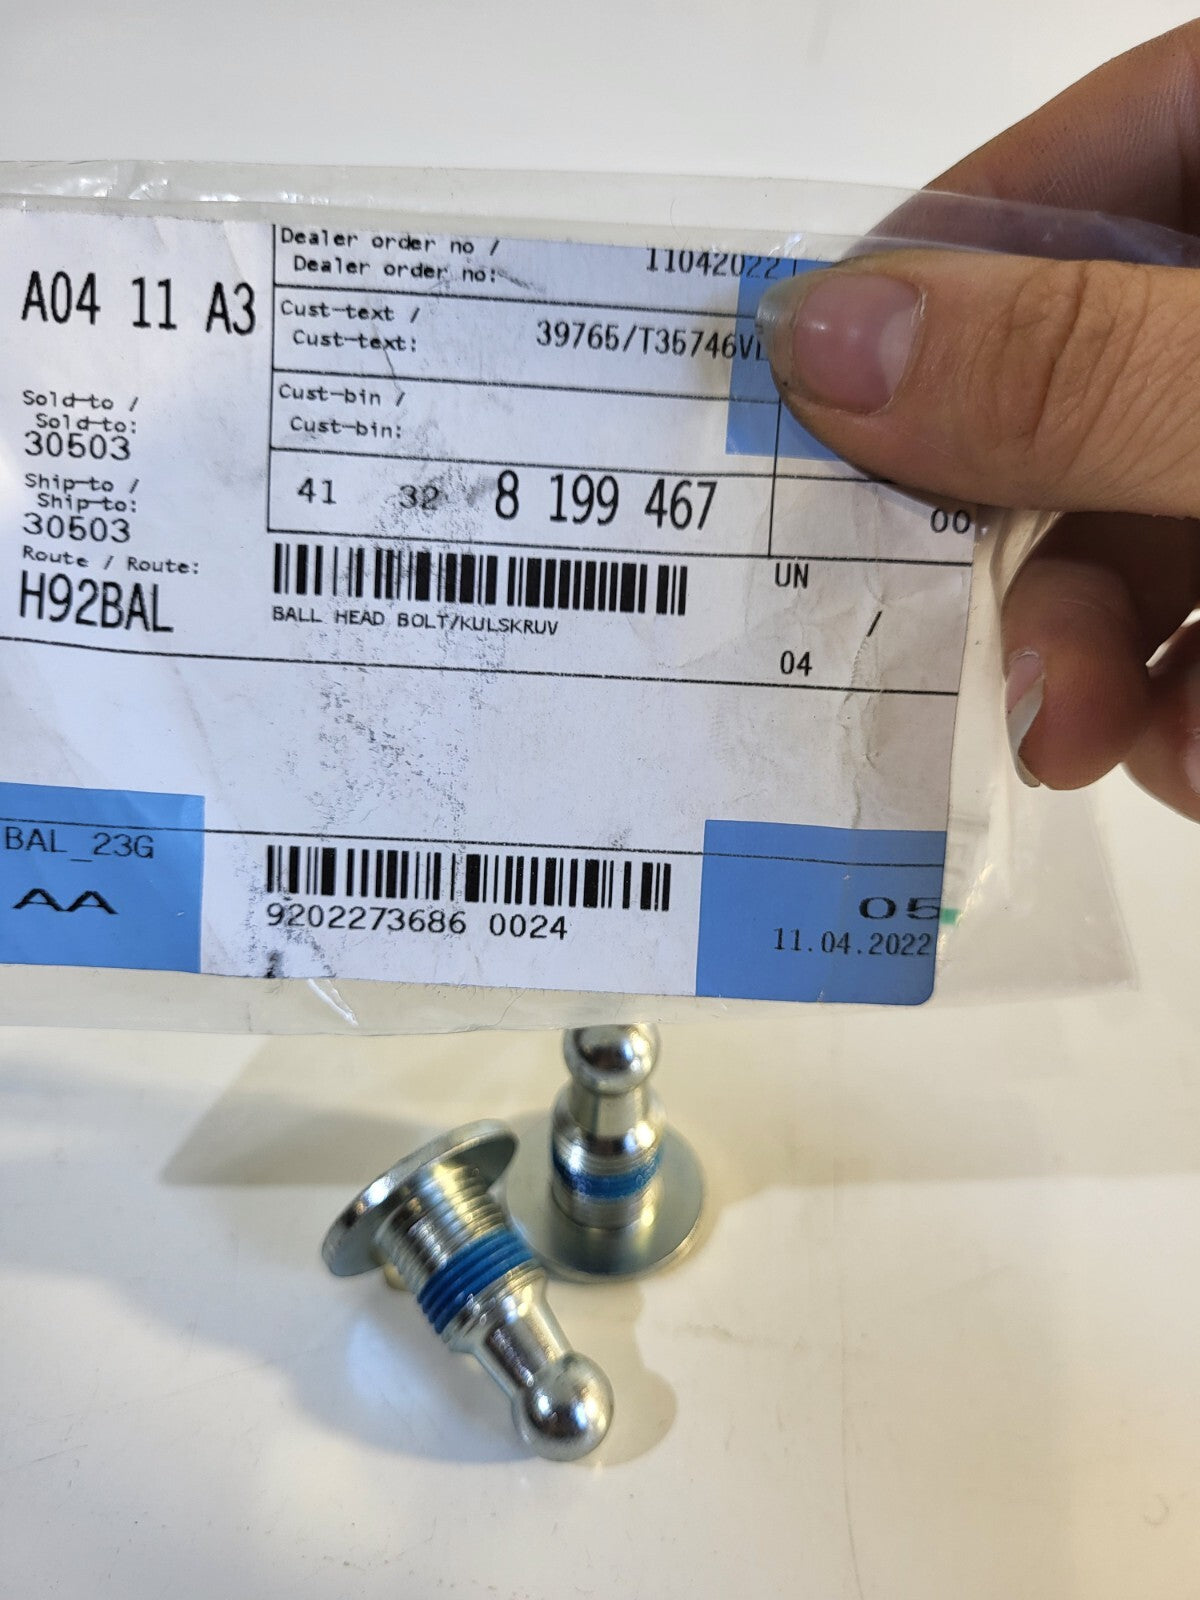 A04 11 A3
Dealer order no /
Dealer order no:
11042022
Cust-text /
Cust-text:
39765/T35746V
Cust-bin /
Cust-bin:
Sold-to /
Sold-to:
30503
Ship-to /
Ship-to:
30503
Route / Route:
H92BAL
41 32 8 199 467
00
BALL HEAD BOLT/KULSKRUV
UN
/
04
BAL_23G
AA
9202273686 0024
05
11.04.2022